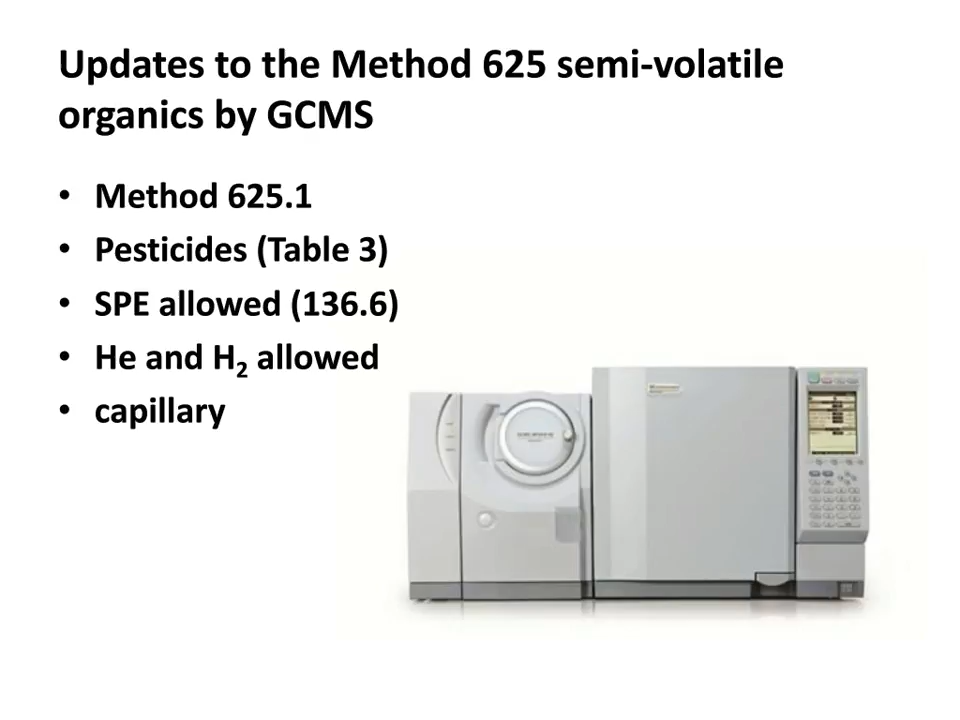 Updates to the Method 625 semi-volatile
organics by GCMS
• Method 625.1
• Pesticides (Table 3)
• SPE allowed (136.6)
• He and H₂ allowed
• capillary